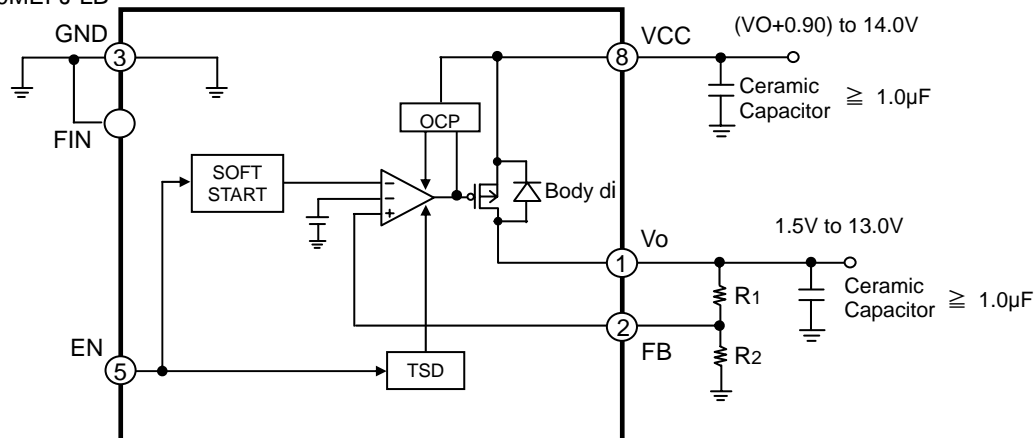 GND
3
FIN
SOFT
START
EN
5
OCP
TSD
Body di
8
VCC
(VO+0.90) to 14.0V
Ceramic
Capacitor ≧ 1.0µF
1.5V to 13.0V
Vo
1
R1
Ceramic
Capacitor ≧ 1.0µF
2
FB
R2